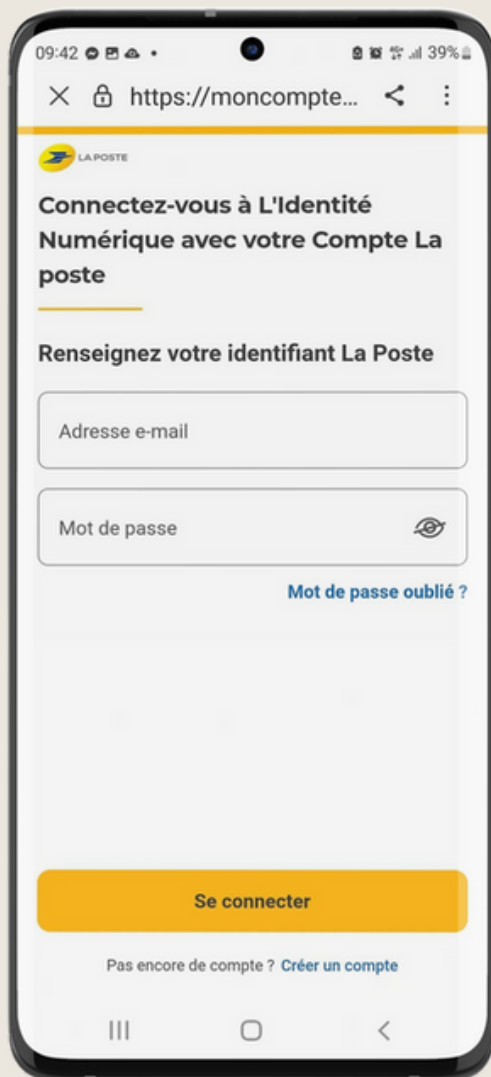 09:42
39%
https://moncompte...
LA POSTE
Connectez-vous à L'Identité
Numérique avec votre Compte La
poste
Renseignez votre identifiant La Poste
Adresse e-mail
Mot de passe
Mot de passe oublié ?
Se connecter
Pas encore de compte ? Créer un compte